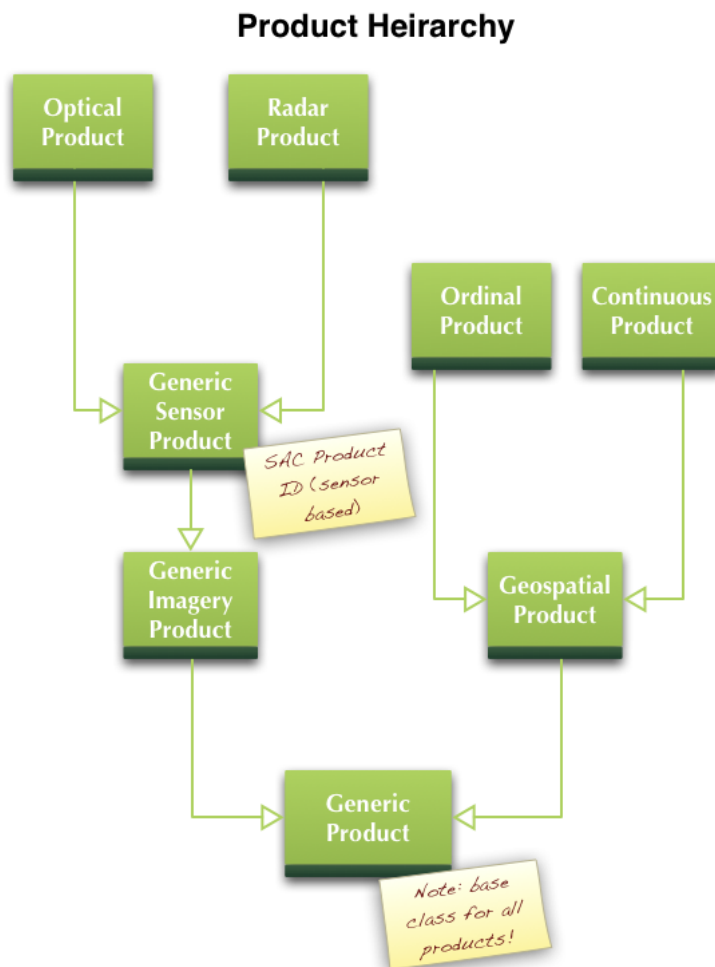 Product Heirarchy
Optical
Product
Radar
Product
Ordinal
Product
Continuous
Product
Generic
Sensor
Product
SAC Product
ID (sensor
based)
Generic
Imagery
Product
Geospatial
Product
Generic
Product
Note: base
class for all
products!